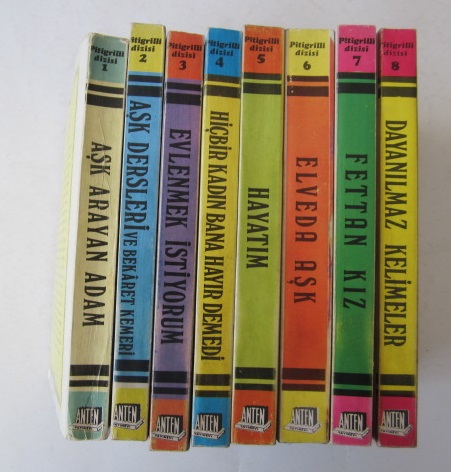 Pitigrilli
dizisi
1
AŞK ARAYAN ADAM
ANTEN
Pitigrilli
dizisi
2
AŞK DERSLERİ VE BEKÂRET KEMERİ
ANTEN
Pitigrilli
dizisi
3
EVLENMEK İSTİYORUM
ANTEN
Pitigrilli
dizisi
4
HİÇBİR KADIN BANA HAYIR DEMEDİ
ANTEN
Pitigrilli
dizisi
5
HAYATIM
ANTEN
Pitigrilli
dizisi
6
ELVEDA AŞK
ANTEN
Pitigrilli
dizisi
7
FETTAN KIZ
ANTEN
Pitigrilli
dizisi
8
DAYANILMAZ KELİMELER
ANTEN